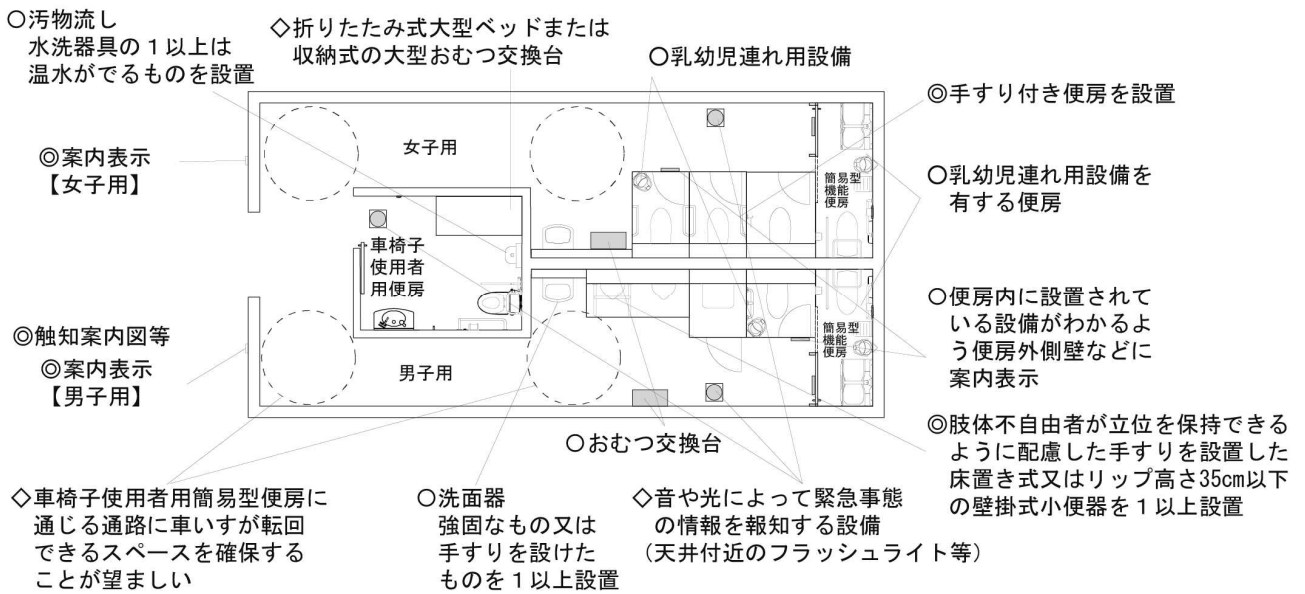 ○汚物流し
水洗器具の１以上は
温水がでるものを設置
◇折りたたみ式大型ベッドまたは
収納式の大型おむつ交換台
○乳幼児連れ用設備
◎手すり付き便房を設置
◎案内表示
【女子用】
女子用
簡易型
機能
便房
○乳幼児連れ用設備を
有する便房
車椅子
使用者
用便房
○便房内に設置されて
いる設備がわかるよ
う便房外側壁などに
案内表示
◎触知案内図等
◎案内表示
【男子用】
男子用
簡易型
機能
便房
○おむつ交換台
◎肢体不自由者が立位を保持できる
ように配慮した手すりを設置した
床置き式又はリップ高さ35cm以下
の壁掛式小便器を１以上設置
◇車椅子使用者用簡易型便房に
通じる通路に車いすが転回
できるスペースを確保する
ことが望ましい
○洗面器
強固なもの又は
手すりを設けた
ものを１以上設置
◇音や光によって緊急事態
の情報を報知する設備
（天井付近のフラッシュライト等）